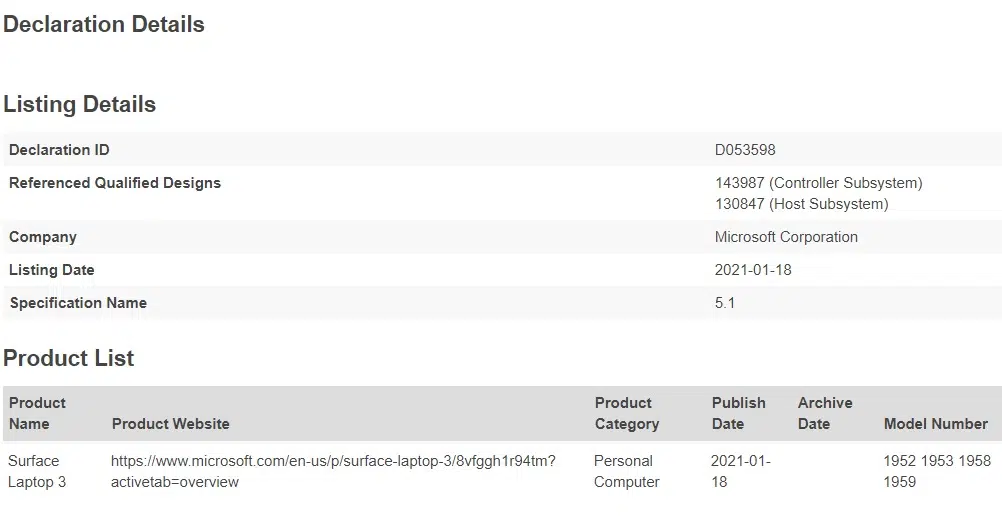 Declaration Details
Listing Details
Declaration ID D053598
Referenced Qualified Designs 143987 (Controller Subsystem)
130847 (Host Subsystem)
Company Microsoft Corporation
Listing Date 2021-01-18
Specification Name 5.1
Product List
Product Product Publish Archive
Name Product Website Category Date Date Model Number
Surface https://www.microsoft.com/en-us/p/surface-laptop-3/8vfggh1r94tm? Personal 2021-01- 1952 1953 1958
Laptop 3 activetab=overview Computer 18 1959